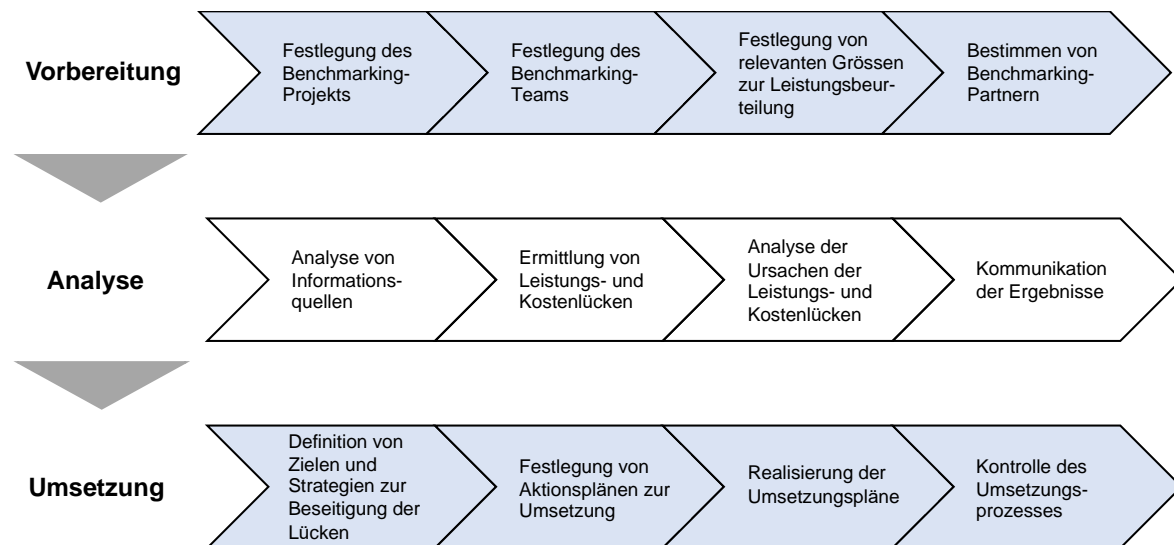 Vorbereitung
Festlegung des
Benchmarking-
Projekts
Festlegung des
Benchmarking-
Teams
Festlegung von
relevanten Grössen
zur Leistungsbeur-
teilung
Bestimmen von
Benchmarking-
Partnern
Analyse
Analyse von
Informations-
quellen
Ermittlung von
Leistungs- und
Kostenlücken
Analyse der
Ursachen der
Leistungs- und
Kostenlücken
Kommunikation
der Ergebnisse
Umsetzung
Definition von
Zielen und
Strategien zur
Beseitigung der
Lücken
Festlegung von
Aktionsplänen zur
Umsetzung
Realisierung der
Umsetzungspläne
Kontrolle des
Umsetzungs-
prozesses